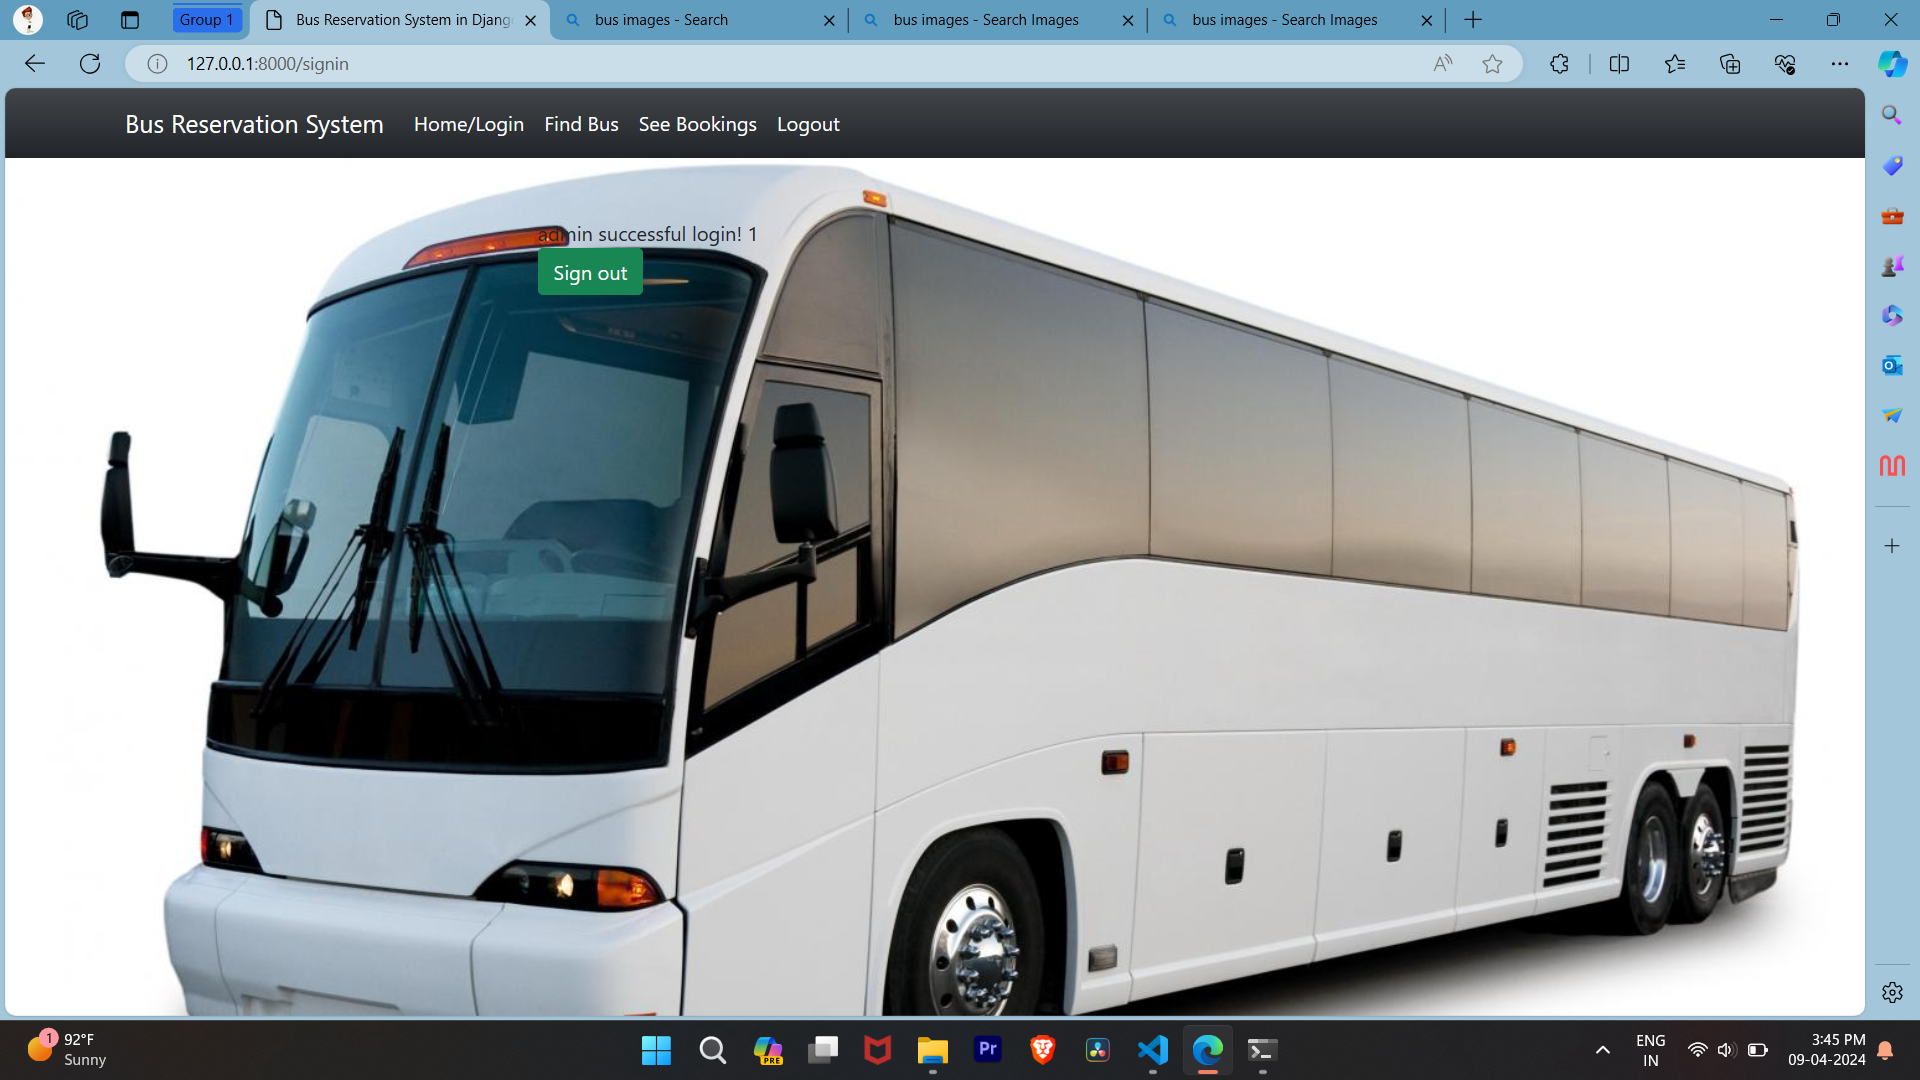 Group 1
Bus Reservation System in Djang
bus images - Search
bus images - Search Images
bus images - Search Images
127.0.0.1:8000/signin
Bus Reservation System
Home/Login
Find Bus
See Bookings
Logout
admin successful login! 1
Sign out
1
92°F
Sunny
PRE
Pr
ENG
IN
3:45 PM
09-04-2024